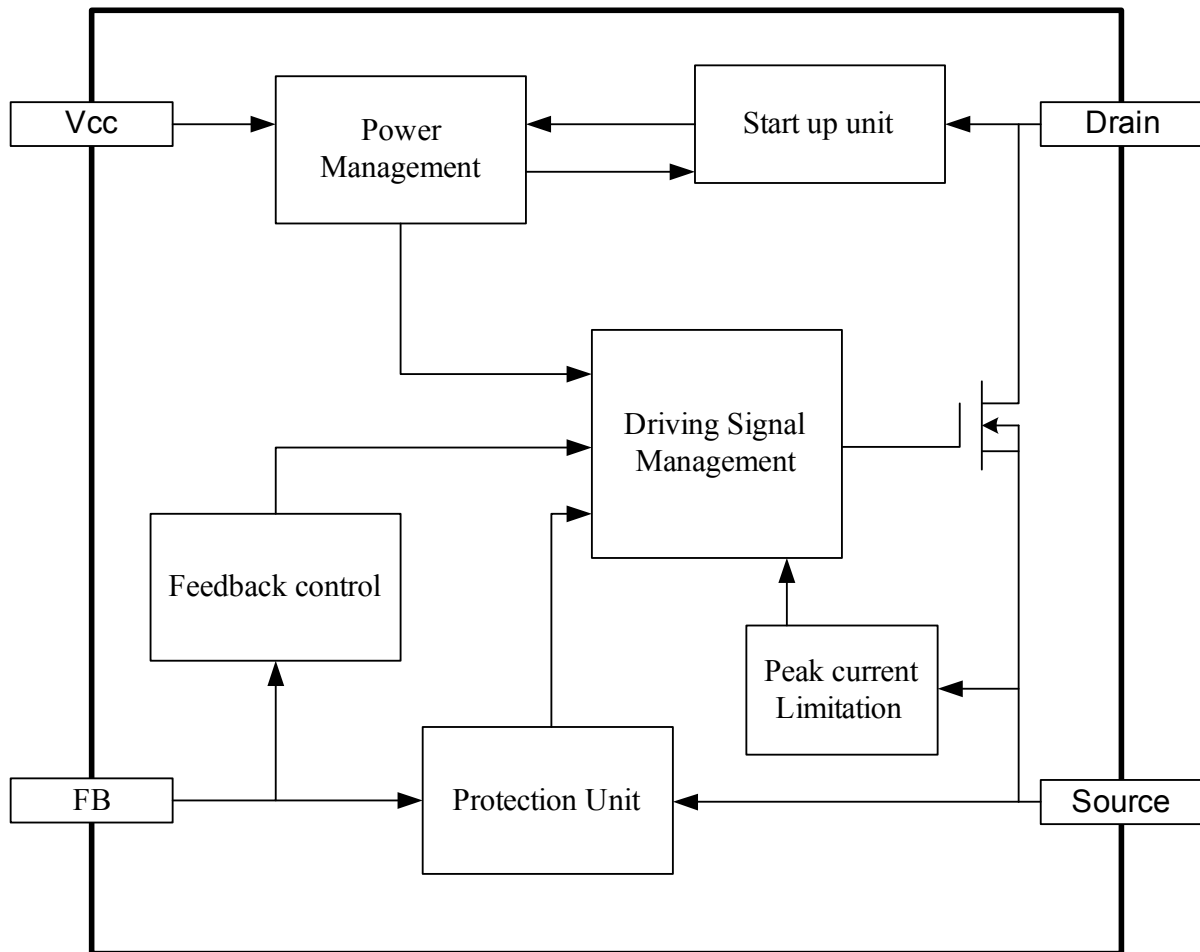 Vcc
Power
Management
Start up unit
Drain
Driving Signal
Management
Feedback control
Peak current
Limitation
FB
Protection Unit
Source